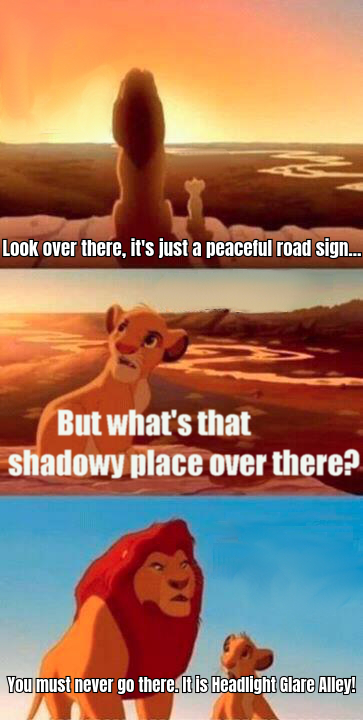 Look over there, it's just a peaceful road sign...
But what's that
shadowy place over there?
You must never go there. It is Headlight Glare Alley!